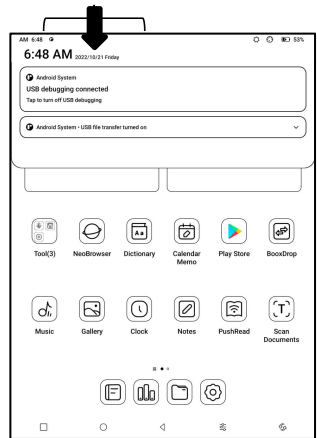 AM 6:48 53%
6:48 AM 2022/10/21 Friday
Android System
USB debugging connected
Tap to turn off USB debugging
Android System • USB file transfer turned on
Tool(3) NeoBrowser Dictionary Calendar Memo Play Store BooxDrop
Music Gallery Clock Notes PushRead Scan Documents